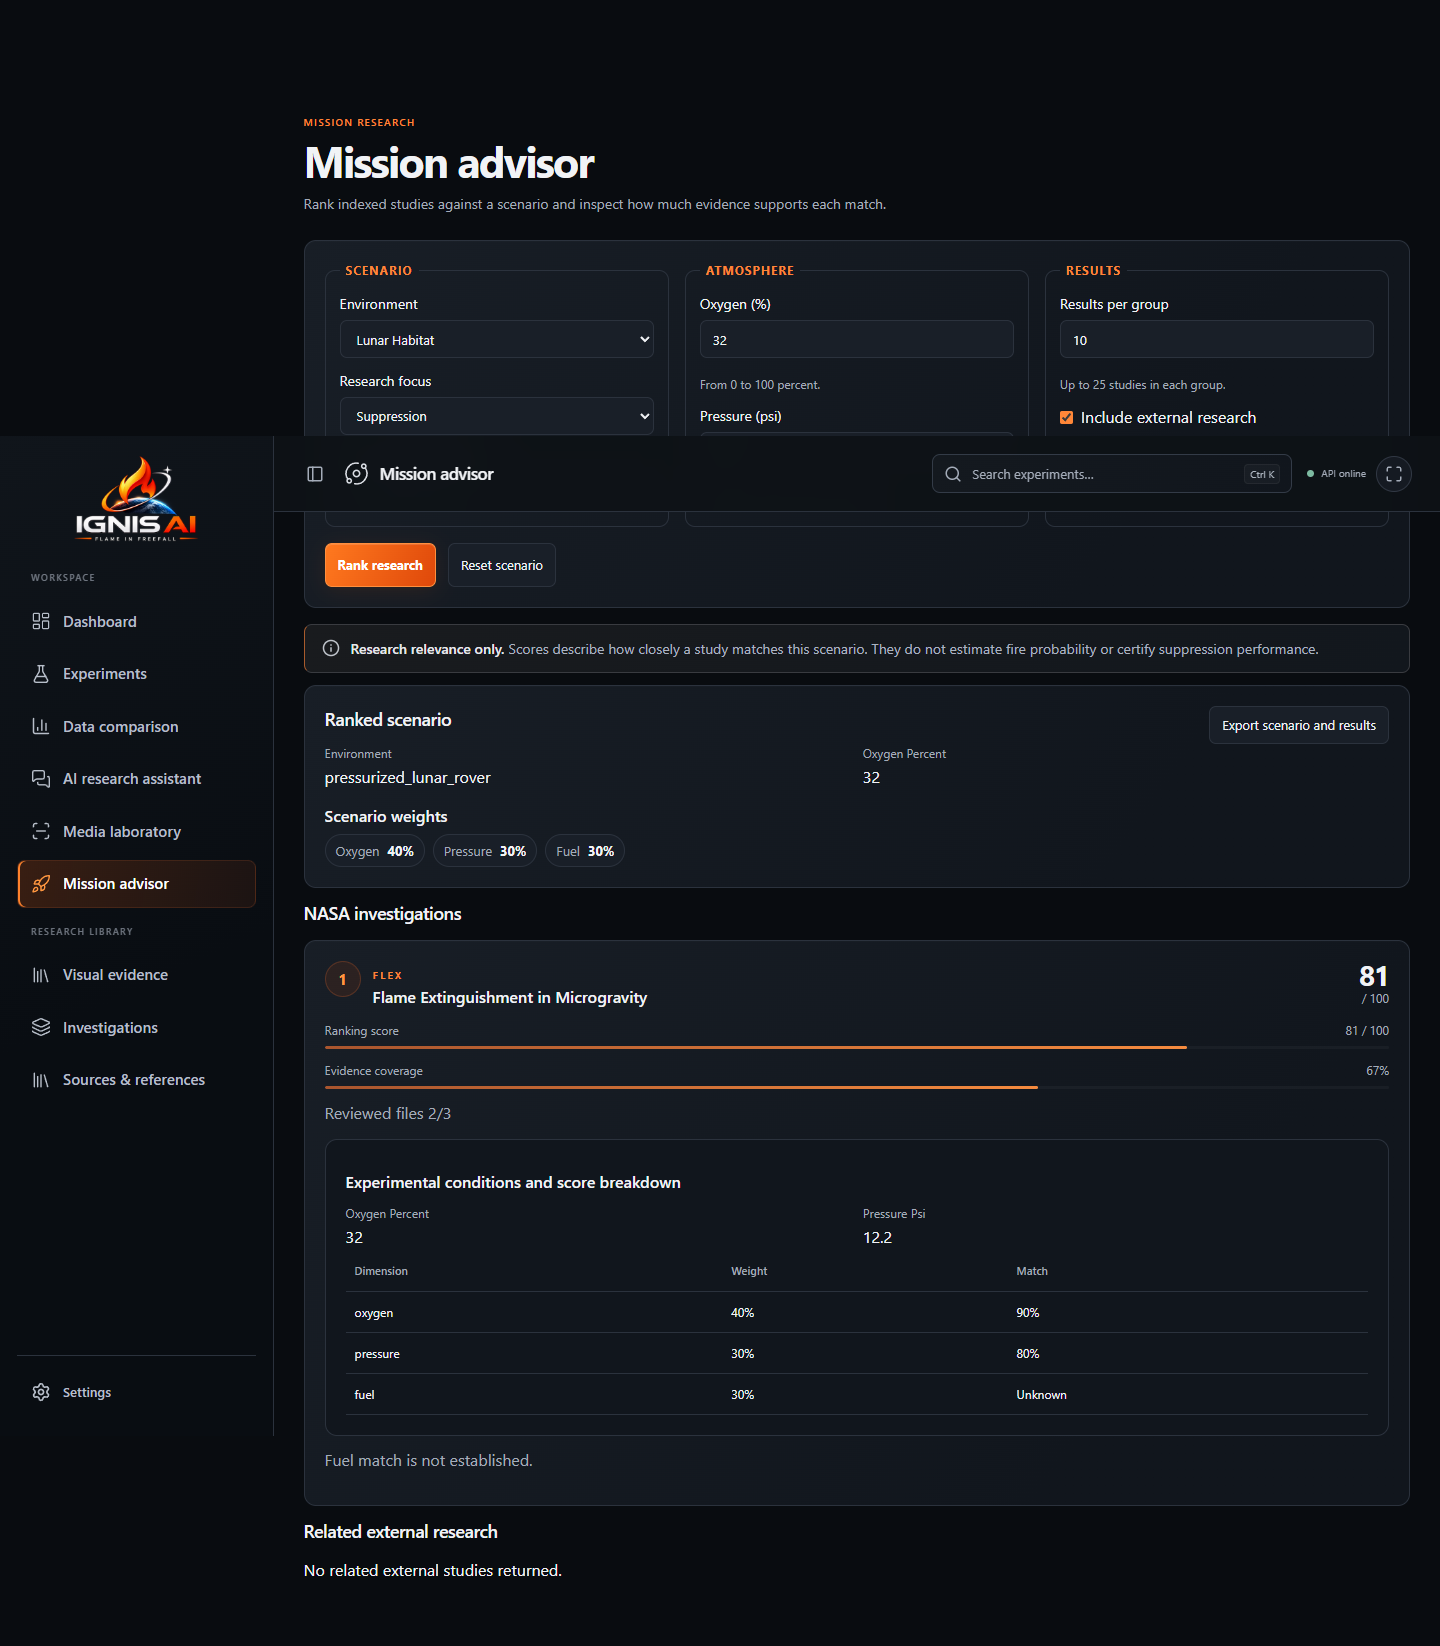 MISSION RESEARCH
Mission advisor
Rank indexed studies against a scenario and inspect how much evidence supports each match.
SCENARIO
Environment
Lunar Habitat
Research focus
Suppression
ATMOSPHERE
Oxygen (%)
32
From 0 to 100 percent.
Pressure (psi)
RESULTS
Results per group
10
Up to 25 studies in each group.
Include external research
IGNIS AI
FLAME IN FREEFALL
WORKSPACE
Dashboard
Experiments
Data comparison
AI research assistant
Media laboratory
Mission advisor
RESEARCH LIBRARY
Visual evidence
Investigations
Sources & references
Settings
Mission advisor
Search experiments...
Ctrl K
API online
Rank research
Reset scenario
Research relevance only. Scores describe how closely a study matches this scenario. They do not estimate fire probability or certify suppression performance.
Ranked scenario
Export scenario and results
Environment
pressurized_lunar_rover
Oxygen Percent
32
Scenario weights
Oxygen 40%
Pressure 30%
Fuel 30%
NASA investigations
1
FLEX
Flame Extinguishment in Microgravity
81
/ 100
Ranking score
81 / 100
Evidence coverage
67%
Reviewed files 2/3
Experimental conditions and score breakdown
Oxygen Percent
32
Pressure Psi
12.2
Dimension Weight Match
oxygen 40% 90%
pressure 30% 80%
fuel 30% Unknown
Fuel match is not established.
Related external research
No related external studies returned.